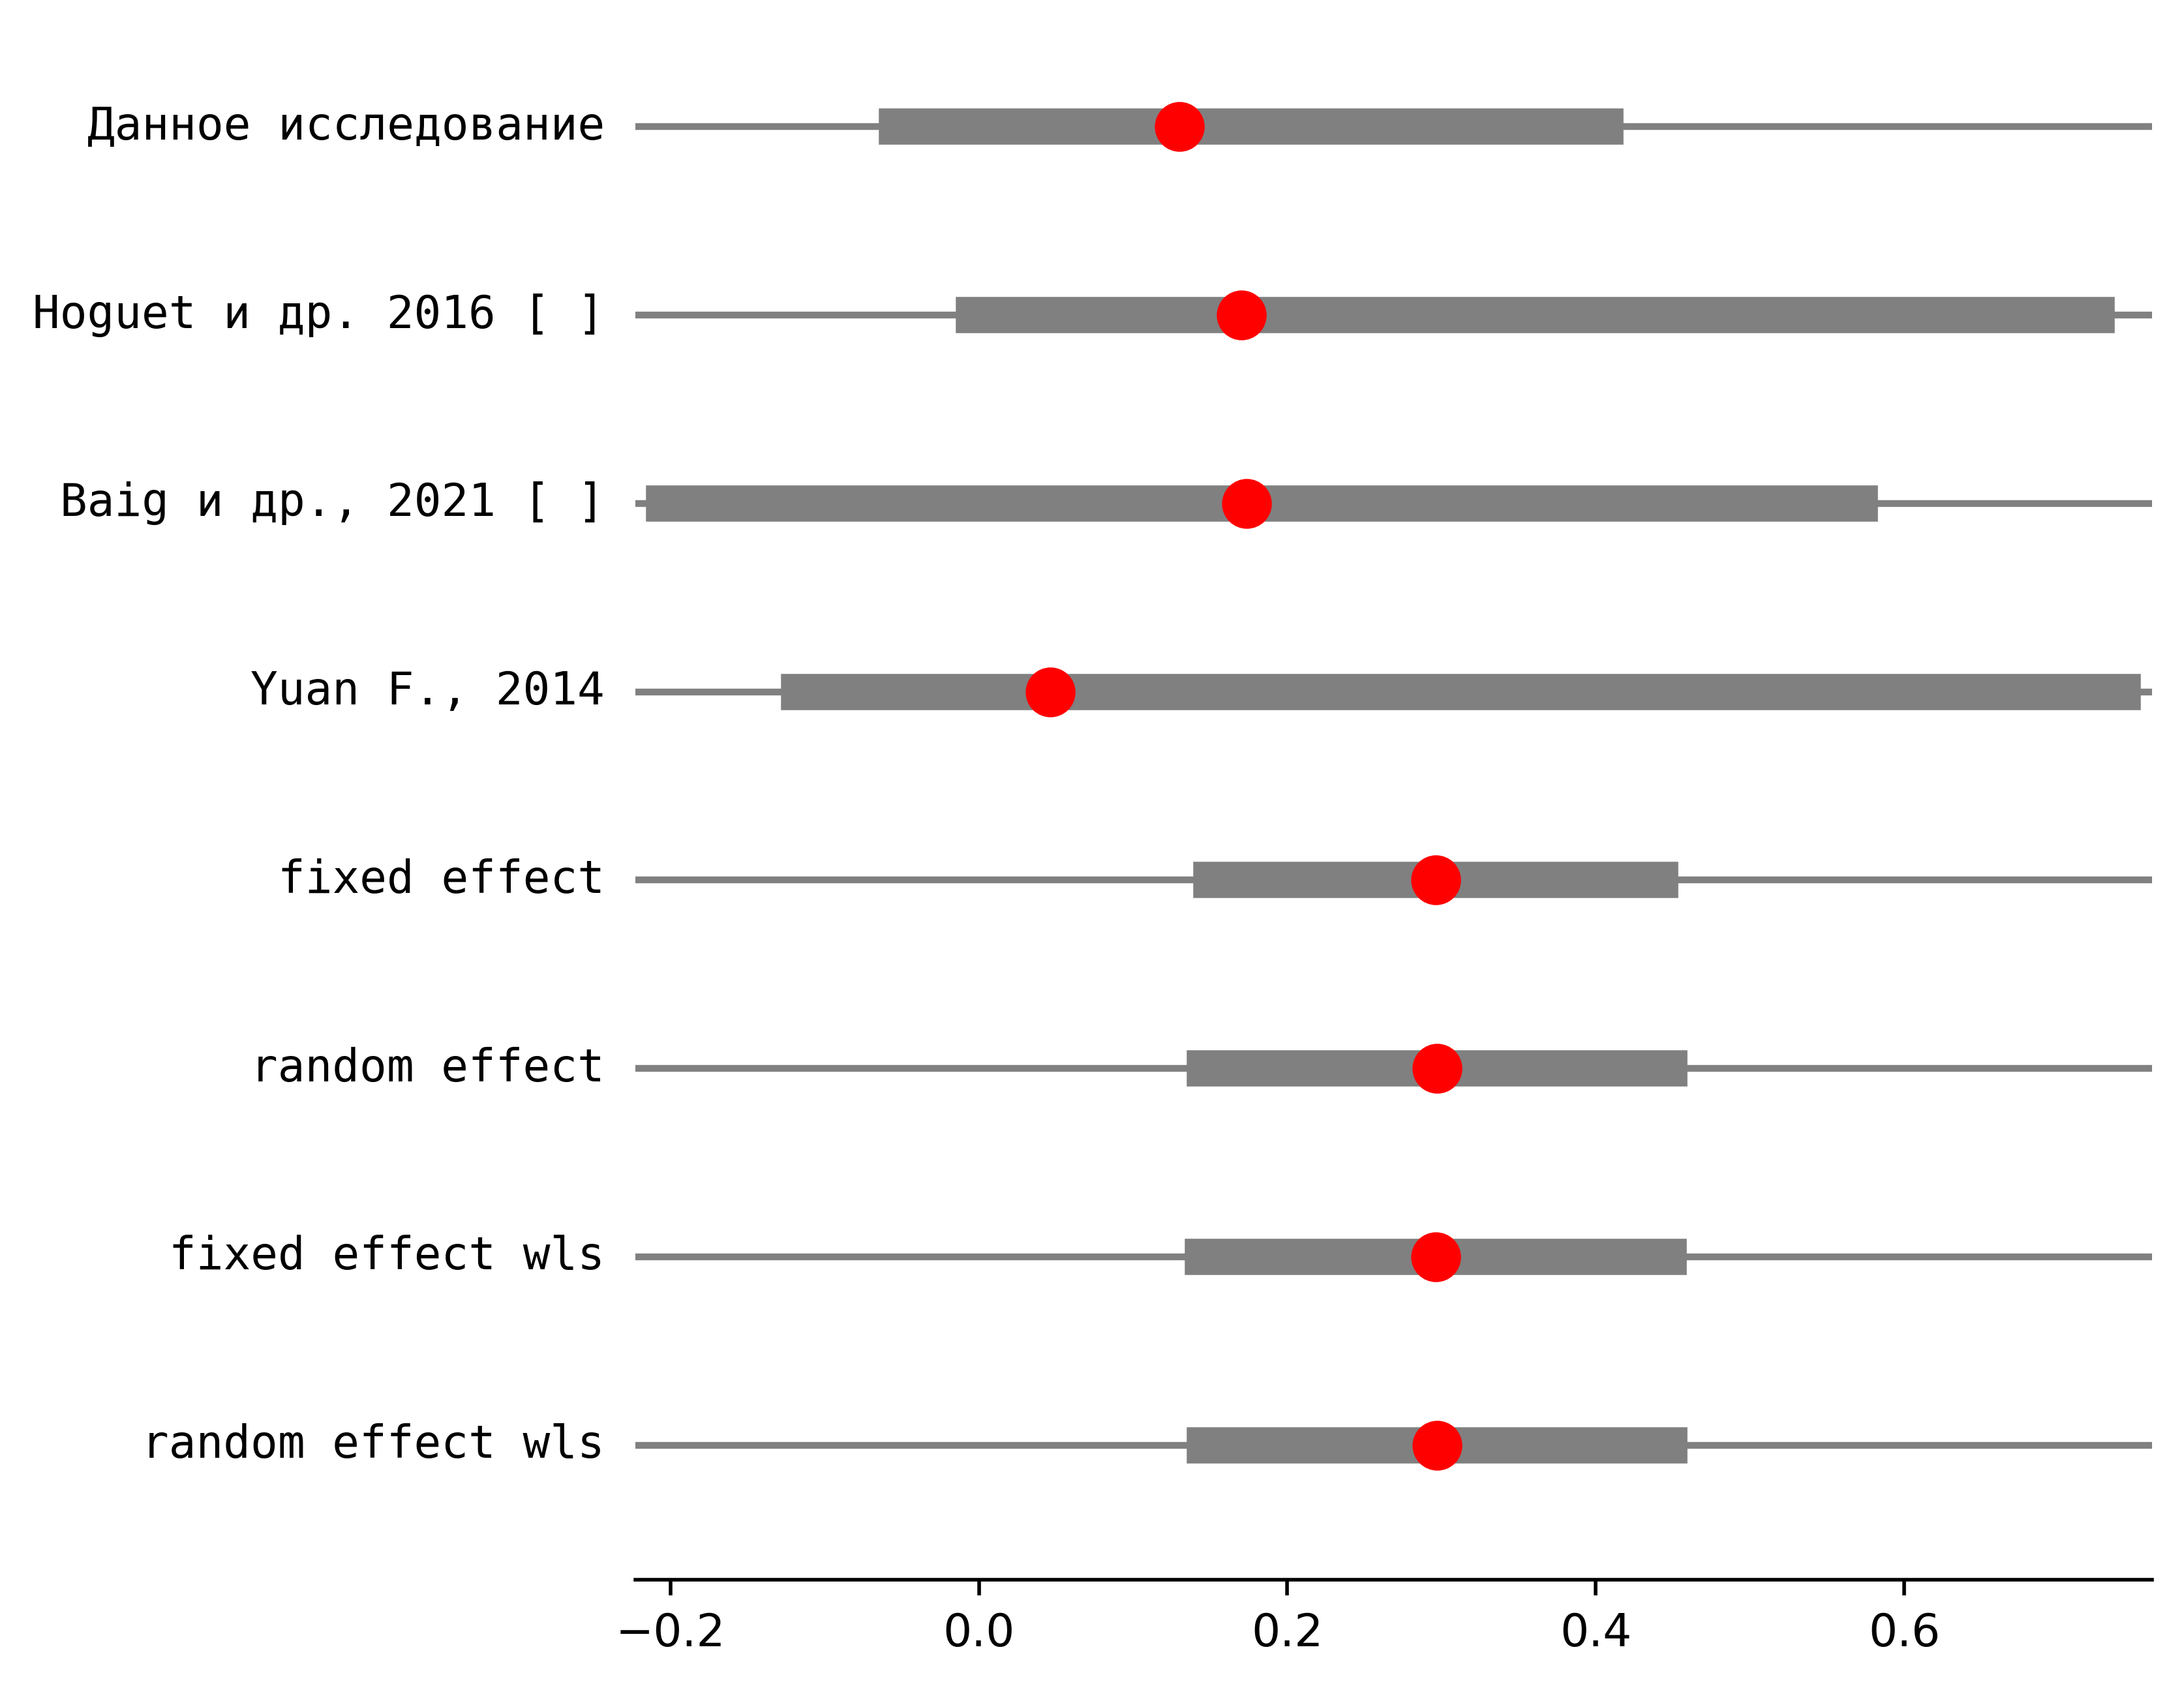 Данное исследование
Hoguet и др. 2016 [ ]
Baig и др., 2021 [ ]
Yuan F., 2014
fixed effect
random effect
fixed effect wls
random effect wls
−0.2 0.0 0.2 0.4 0.6